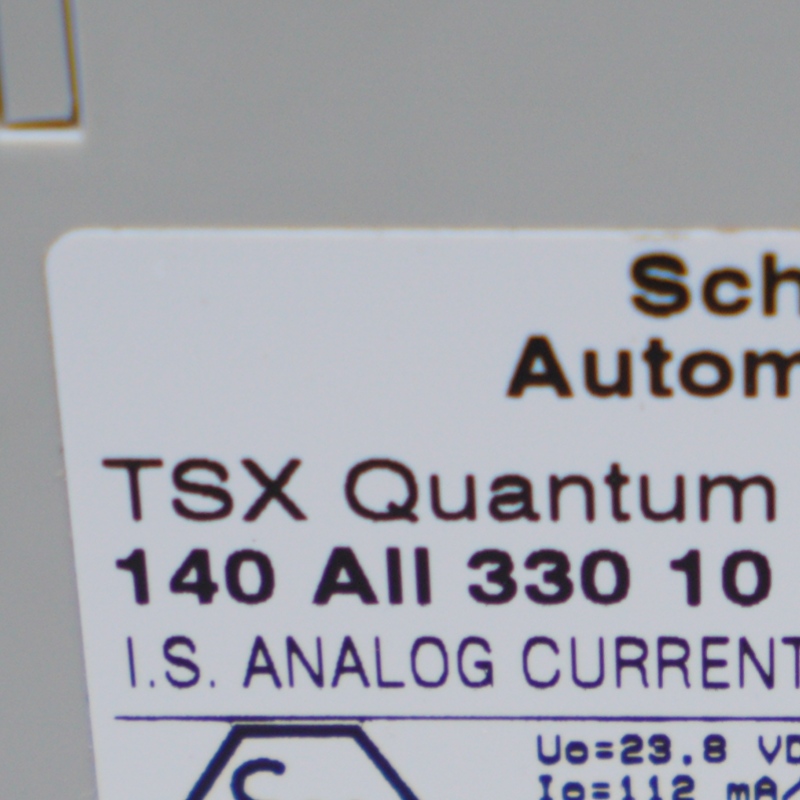 Sch
Autom
TSX Quantum
140 AII 330 10
I.S. ANALOG CURRENT
Uo=23.8 VD
Io=112 mA/